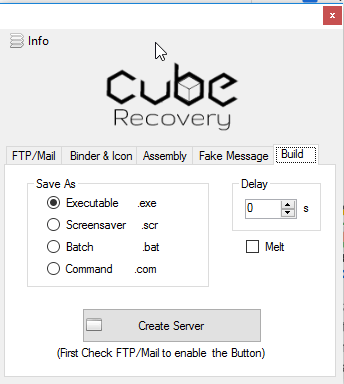 x
Info
cube
Recovery
FTP/Mail Binder & Icon Assembly Fake Message Build
Save As Delay
Executable .exe 0 s
Screensaver .scr
Batch .bat Melt
Command .com
Create Server
(First Check FTP/Mail to enable the Button)